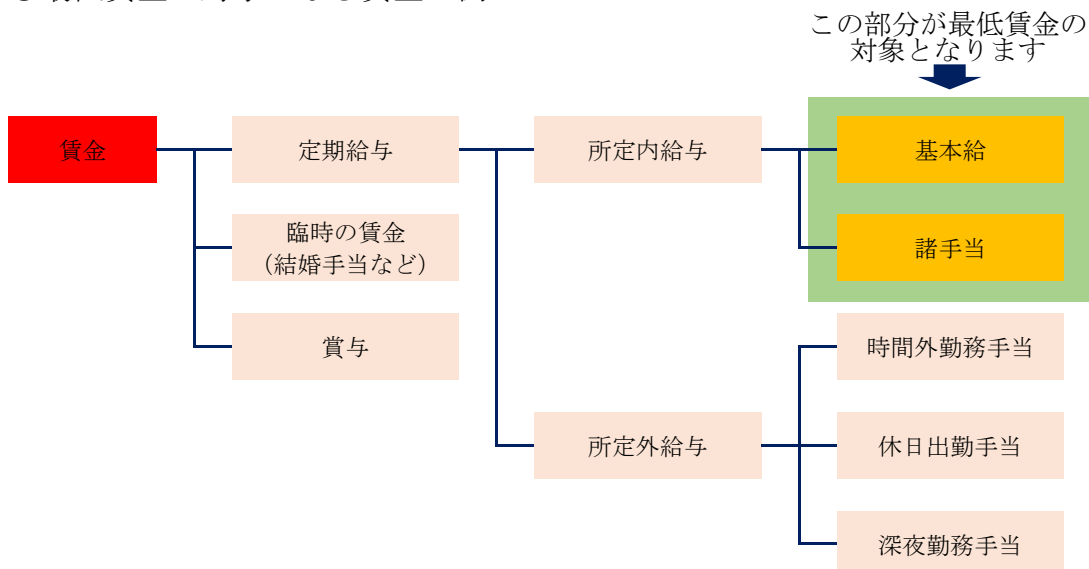 この部分が最低賃金の
対象となります
賃金
定期給与
所定内給与
基本給
諸手当
臨時の賃金
(結婚手当など)
賞与
所定外給与
時間外勤務手当
休日出勤手当
深夜勤務手当